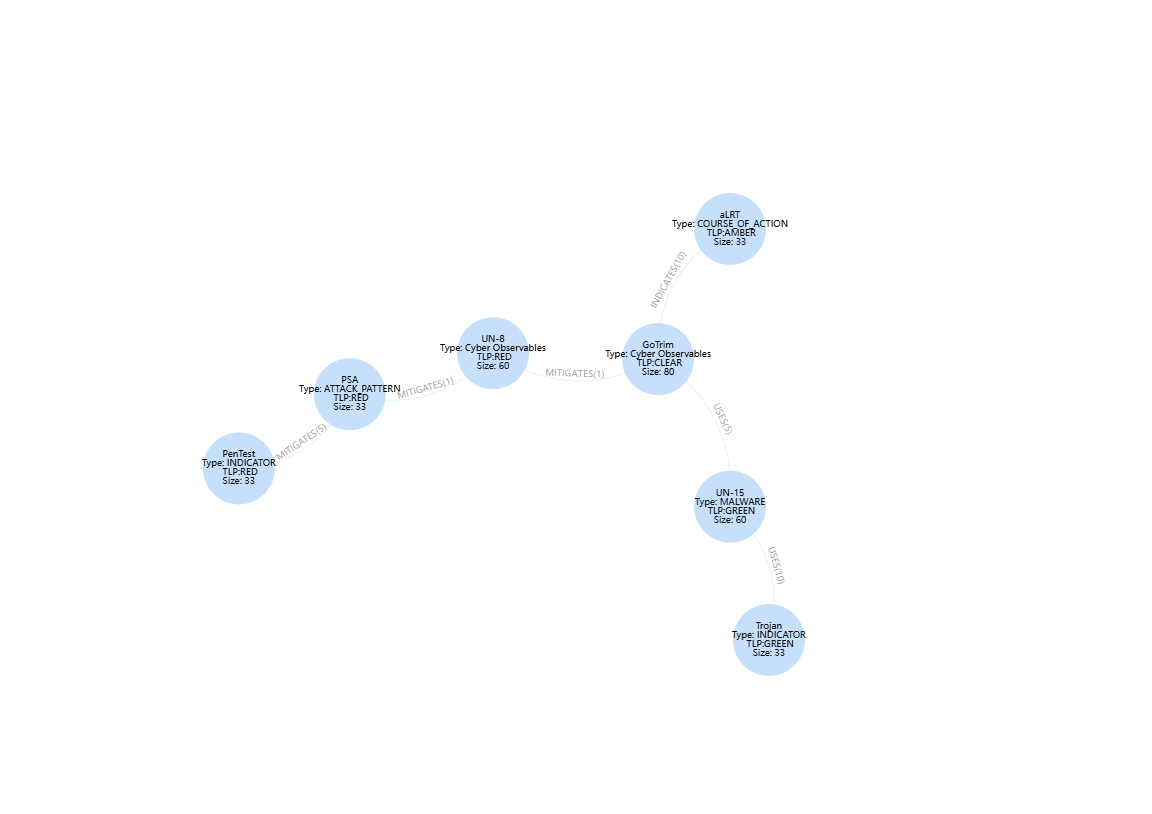 aLRT
Type: COURSE_OF_ACTION
TLP:AMBER
Size: 33
INDICATES(10)
UN-8
Type: Cyber Observables
TLP:RED
Size: 60
GoTrim
Type: Cyber Observables
TLP:CLEAR
Size: 80
MITIGATES(1)
PSA
Type: ATTACK_PATTERN
TLP:RED
Size: 33
MITIGATES(1)
USES(5)
MITIGATES(5)
PenTest
Type: INDICATOR
TLP:RED
Size: 33
UN-15
Type: MALWARE
TLP:GREEN
Size: 60
USES(10)
Trojan
Type: INDICATOR
TLP:GREEN
Size: 33